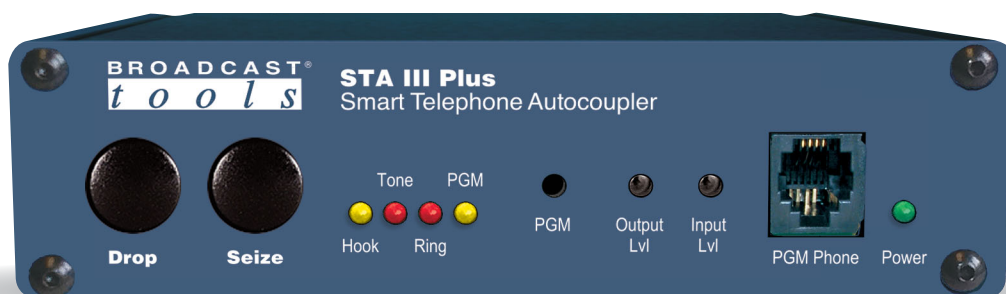 BROADCAST®
tools
STA III Plus
Smart Telephone Autocoupler
Tone PGM
Hook Ring
PGM
Output
Lvl
Input
Lvl
PGM Phone
Power
Drop
Seize